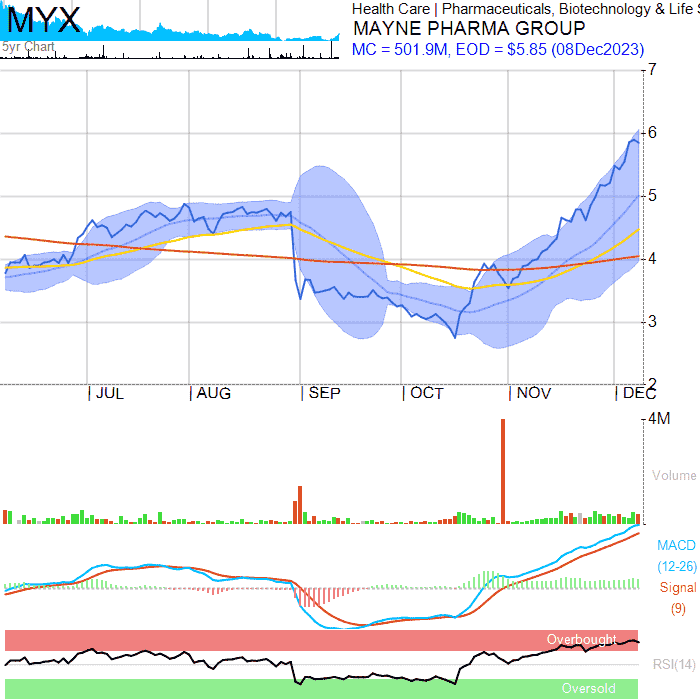 MYX
5yr Chart
Health Care | Pharmaceuticals, Biotechnology & Life S
MAYNE PHARMA GROUP
MC = 501.9M, EOD = $5.85 (08Dec2023)
7
6
5
4
3
2
JUL AUG SEP OCT NOV DEC
4M
Volume
MACD
(12-26)
Signal
(9)
Overbought
RSI(14)
Oversold